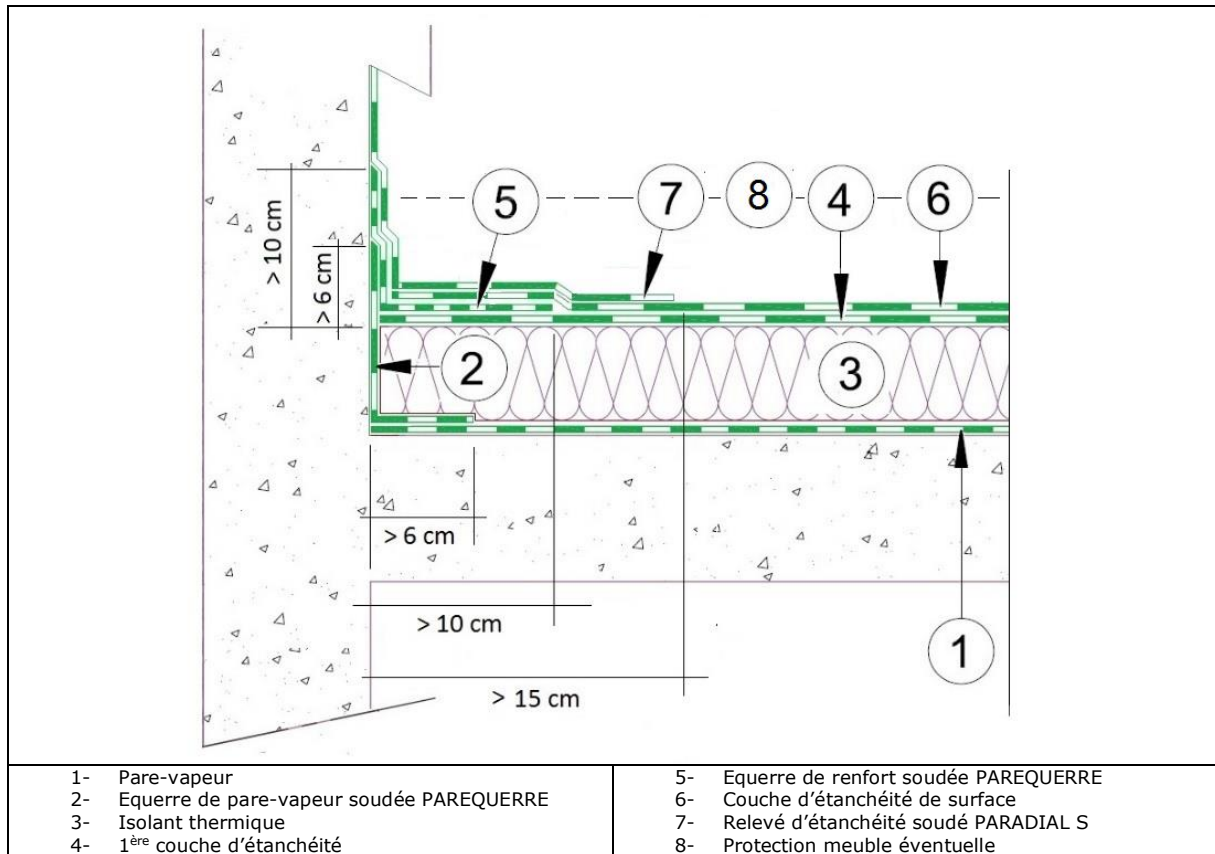 5
7
8
4
6
> 10 cm
> 6 cm
2
3
> 6 cm
> 10 cm
1
> 15 cm
1- Pare-vapeur
2- Equerre de pare-vapeur soudée PAREQUERRE
3- Isolant thermique
4- 1ère couche d'étanchéité
5- Equerre de renfort soudée PAREQUERRE
6- Couche d'étanchéité de surface
7- Relevé d'étanchéité soudé PARADIAL S
8- Protection meuble éventuelle